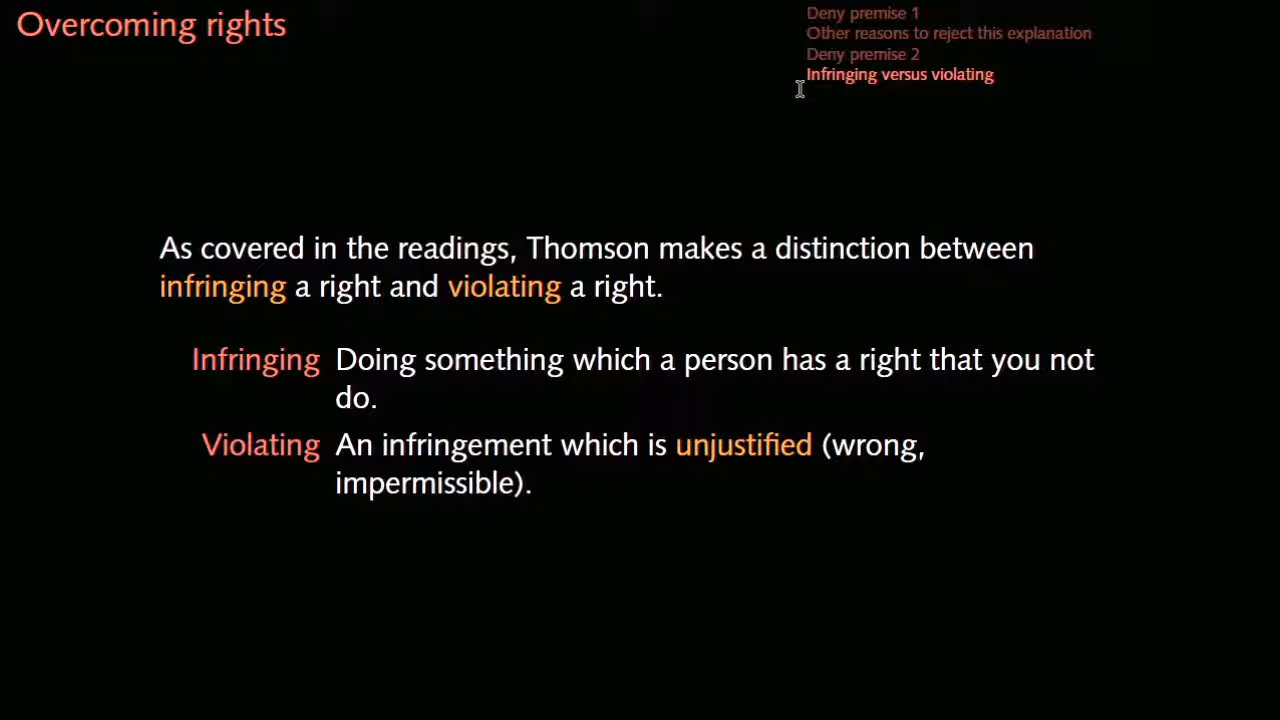 Overcoming rights
Deny premise 1
Other reasons to reject this explanation
Deny premise 2
Infringing versus violating
As covered in the readings, Thomson makes a distinction between
infringing a right and violating a right.
Infringing Doing something which a person has a right that you not
do.
Violating An infringement which is unjustified (wrong,
impermissible).